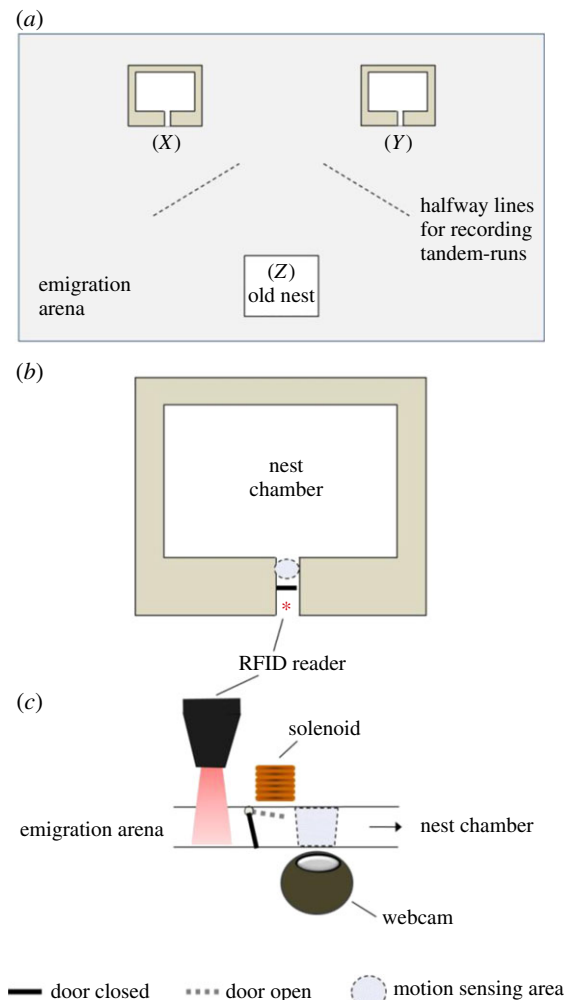 (a)
(X)
(Y)
halfway lines
for recording
tandem-runs
(Z)
old nest
emigration
arena
(b)
nest
chamber
*
RFID reader
(c)
solenoid
emigration arena
nest chamber
webcam
door closed
door open
motion sensing area